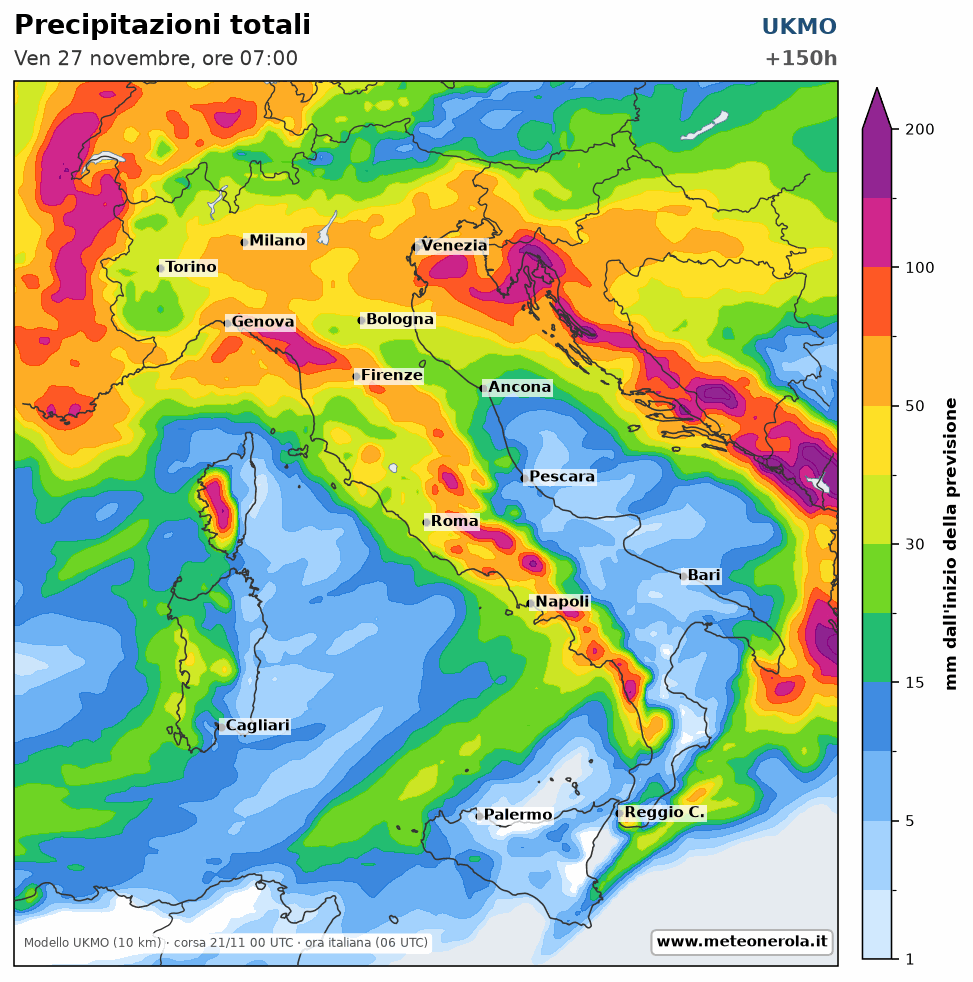 Precipitazioni totali
UKMO
Ven 27 novembre, ore 07:00
+150h
200
100
50
30
15
5
1
mm dall'inizio della previsione
Milano
Venezia
Torino
Genova
Bologna
Firenze
Ancona
Pescara
Roma
Bari
Napoli
Cagliari
Palermo
Reggio C.
Modello UKMO (10 km) · corsa 21/11 00 UTC · ora italiana (06 UTC)
www.meteonerola.it